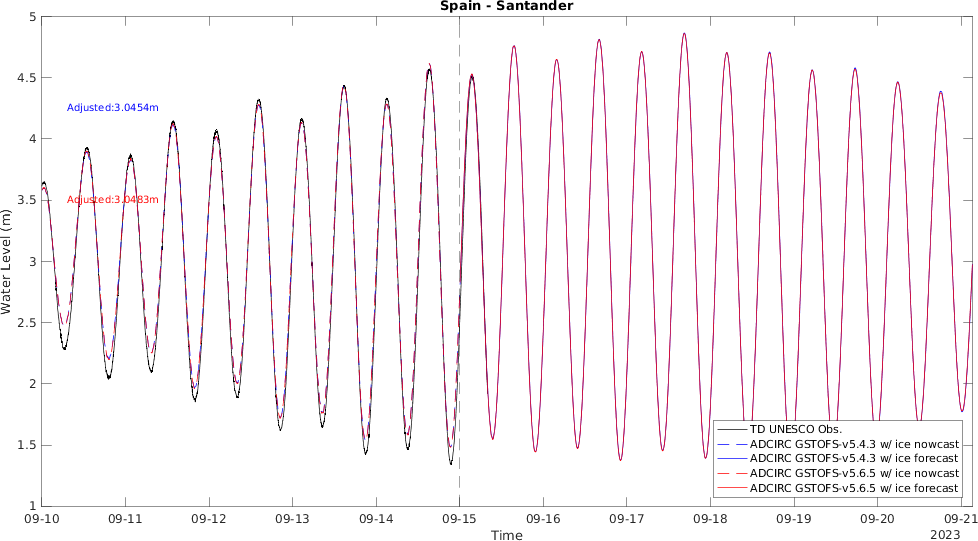 Spain - Santander
5
4.5
4
3.5
3
2.5
2
1.5
1
Water Level (m)
Adjusted:3.0454m
Adjusted:3.0483m
TD UNESCO Obs.
ADCIRC GSTOFS-v5.4.3 w/ ice nowcast
ADCIRC GSTOFS-v5.4.3 w/ ice forecast
ADCIRC GSTOFS-v5.6.5 w/ ice nowcast
ADCIRC GSTOFS-v5.6.5 w/ ice forecast
09-10 09-11 09-12 09-13 09-14 09-15 09-16 09-17 09-18 09-19 09-20 09-21
Time
2023